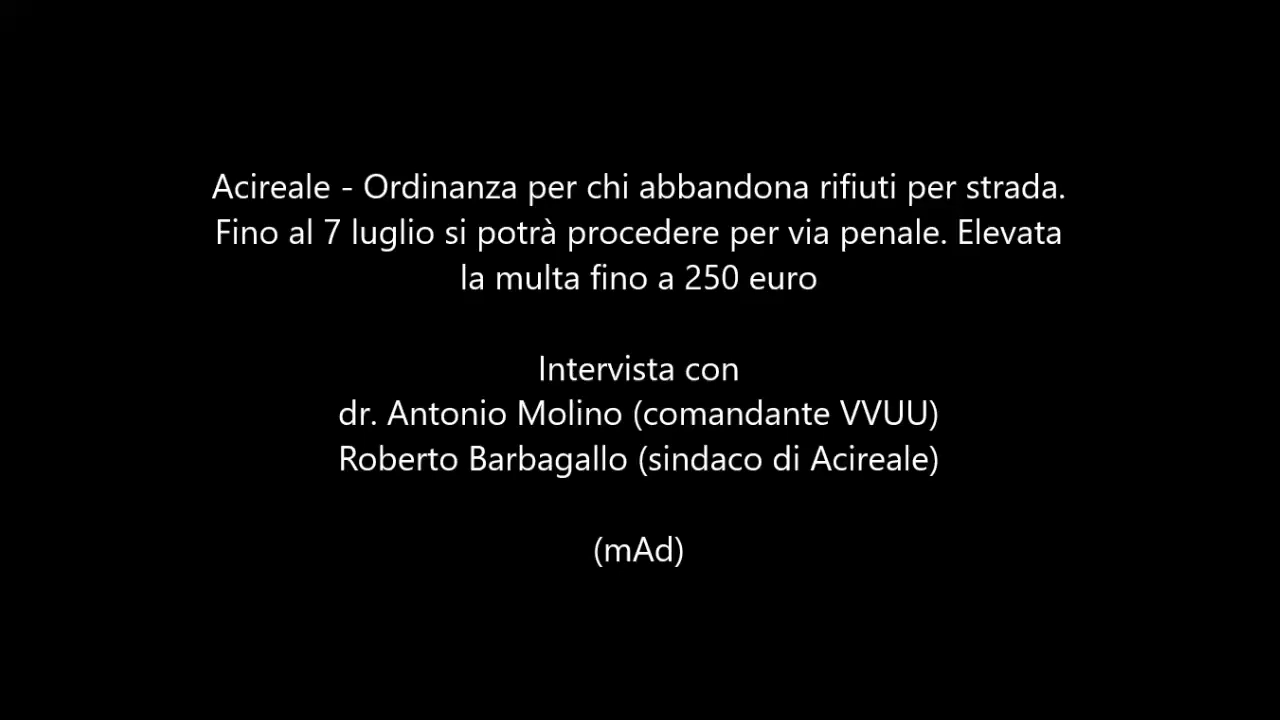 Acireale - Ordinanza per chi abbandona rifiuti per strada.
Fino al 7 luglio si potrà procedere per via penale. Elevata
la multa fino a 250 euro
Intervista con
dr. Antonio Molino (comandante VVUU)
Roberto Barbagallo (sindaco di Acireale)
(mAd)